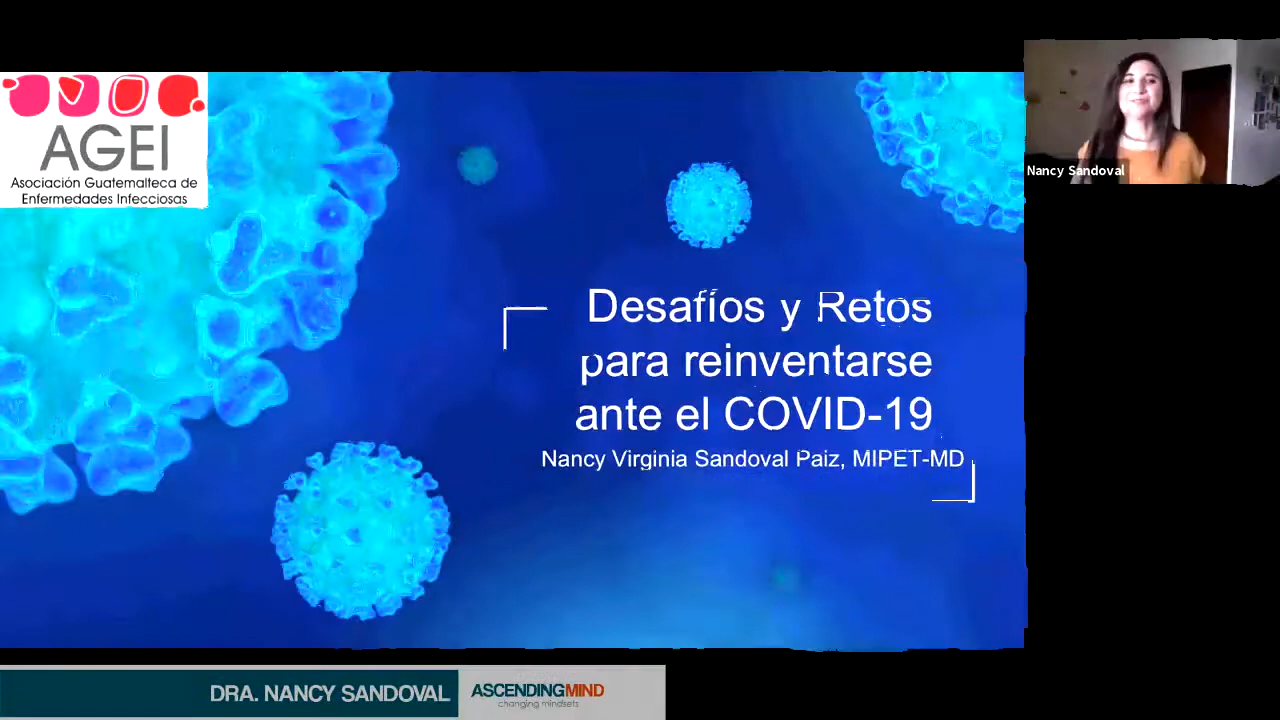 AGEI
Asociación Guatemalteca de
Enfermedades Infecciosas
Nancy Sandoval
Desafíos y Retos
para reinventarse
ante el COVID-19
Nancy Virginia Sandoval Paiz, MIPET-MD
DRA. NANCY SANDOVAL
ASCENDINGMIND
changing mindsets